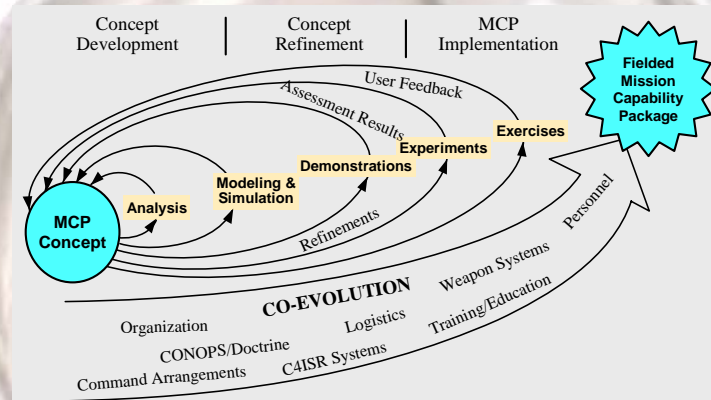 Concept
Development
Concept
Refinement
MCP
Implementation
Fielded
Mission
Capability
Package
User Feedback
Assessment Results
Exercises
Experiments
Demonstrations
Modeling &
Simulation
Analysis
MCP
Concept
Refinements
Personnel
CO-EVOLUTION
Weapon Systems
Organization
Logistics
Training/Education
CONOPS/Doctrine
C4ISR Systems
Command Arrangements